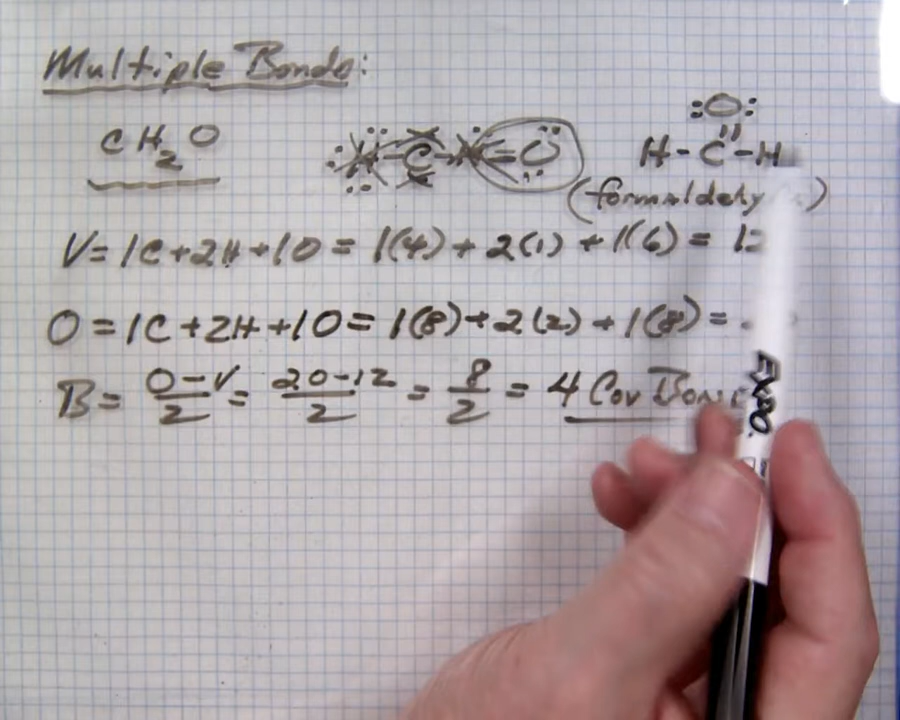 Multiple Bonds:
CH₂O
:O:
H-C-H
V=1C+2H+1O=1(4)+2(1)+1(6)=12
O=1C+2H+1O=1(8)+2(2)+1(8)=
B=O-V/2=20-12/2=8/2=4 Cov
EXPO.